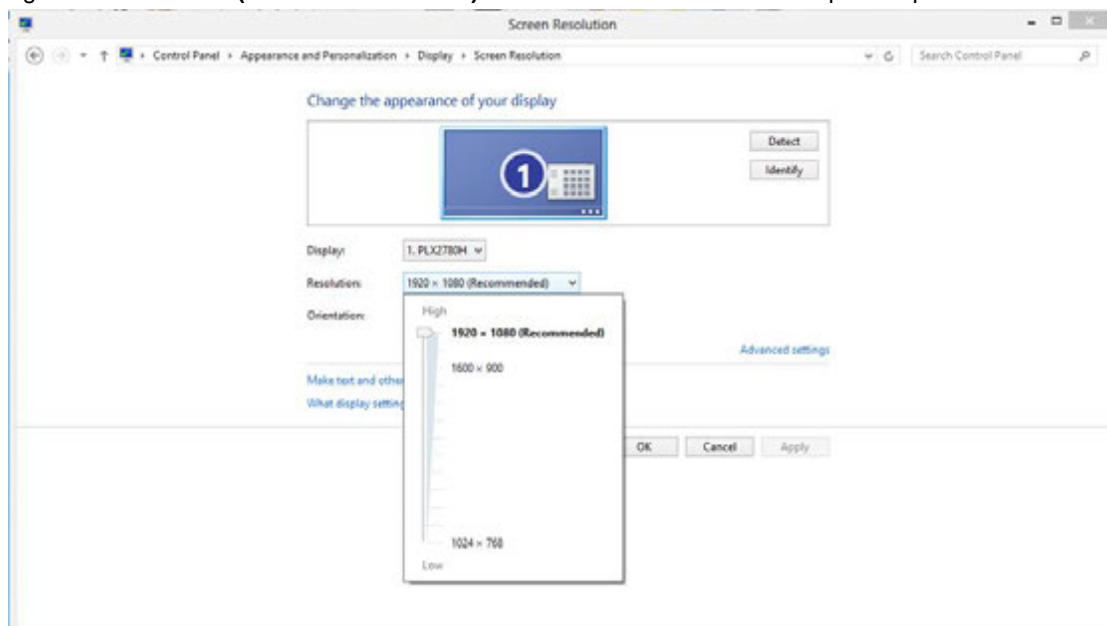 Screen Resolution
Control Panel › Appearance and Personalization › Display › Screen Resolution
Search Control Panel
Change the appearance of your display
1
Detect
Identify
Display: 1. PLX2780H
Resolution: 1920 × 1080 (Recommended)
Orientation:
High
1920 × 1080 (Recommended)
1600 × 900
1024 × 768
Low
Advanced settings
Make text and other
What display setting
OK Cancel Apply